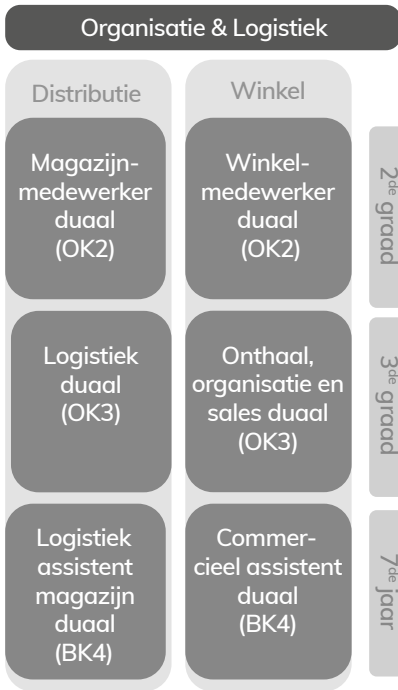 Organisatie & Logistiek
Distributie
Winkel
Magazijn-
medewerker
duaal
(OK2)
Winkel-
medewerker
duaal
(OK2)
2de graad
Logistiek
duaal
(OK3)
Onthaal,
organisatie en
sales duaal
(OK3)
3de graad
Logistiek
assistent
magazijn
duaal
(BK4)
Commer-
cieel assistent
duaal
(BK4)
7de jaar